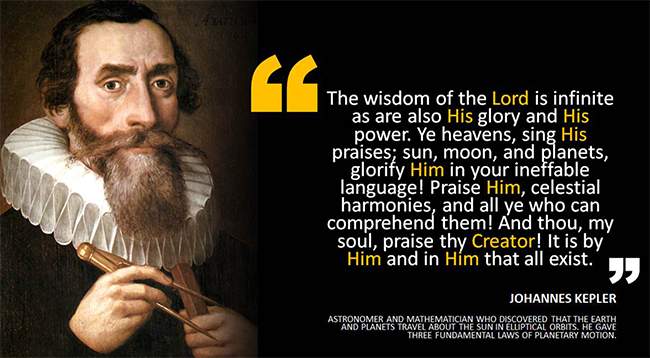 The wisdom of the Lord is infinite
as are also His glory and His
power. Ye heavens, sing His
praises; sun, moon, and planets,
glorify Him in your ineffable
language! Praise Him, celestial
harmonies, and all ye who can
comprehend them! And thou, my
soul, praise thy Creator! It is by
Him and in Him that all exist.
JOHANNES KEPLER
ASTRONOMER AND MATHEMATICIAN WHO DISCOVERED THAT THE EARTH
AND PLANETS TRAVEL ABOUT THE SUN IN ELLIPTICAL ORBITS. HE GAVE
THREE FUNDAMENTAL LAWS OF PLANETARY MOTION.